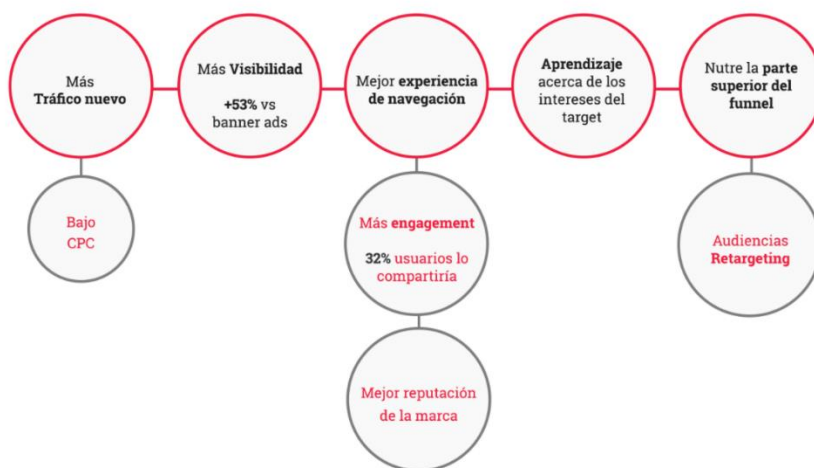 Más
Tráfico nuevo
Más Visibilidad
+53% vs
banner ads
Mejor experiencia
de navegación
Aprendizaje
acerca de los
intereses del
target
Nutre la parte
superior del
funnel
Bajo
CPC
Más engagement
32% usuarios lo
compartiría
Audiencias
Retargeting
Mejor reputación
de la marca